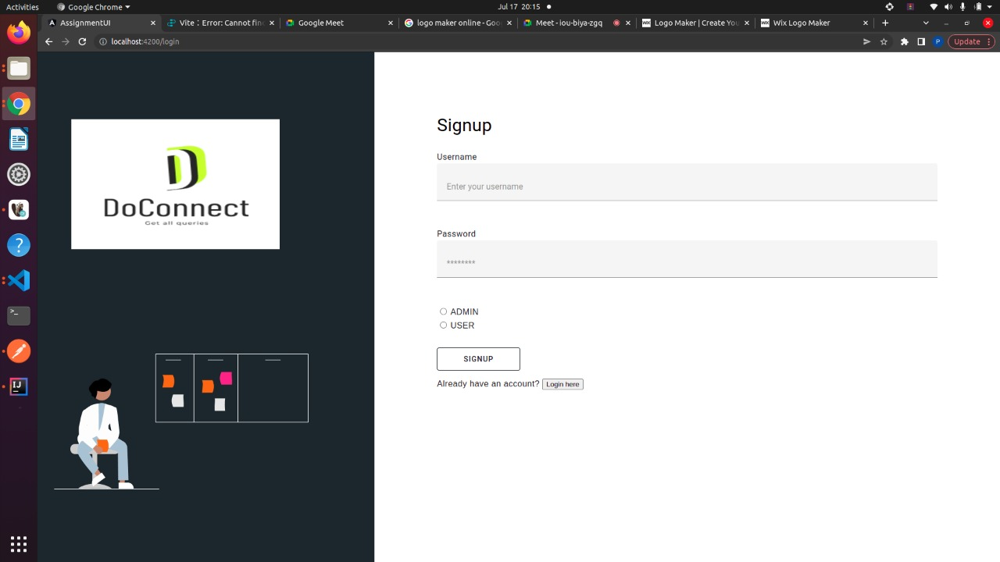 Activities
Google Chrome
Jul 17 20:15
AssignmentUI
Vite : Error: Cannot fin
Google Meet
logo maker online - Goo
Meet - iou-biya-zgq
Logo Maker | Create You
Wix Logo Maker
localhost:4200/login
P
Update
DoConnect
Get all queries
Signup
Username
Enter your username
Password
********
ADMIN
USER
SIGNUP
Already have an account? Login here